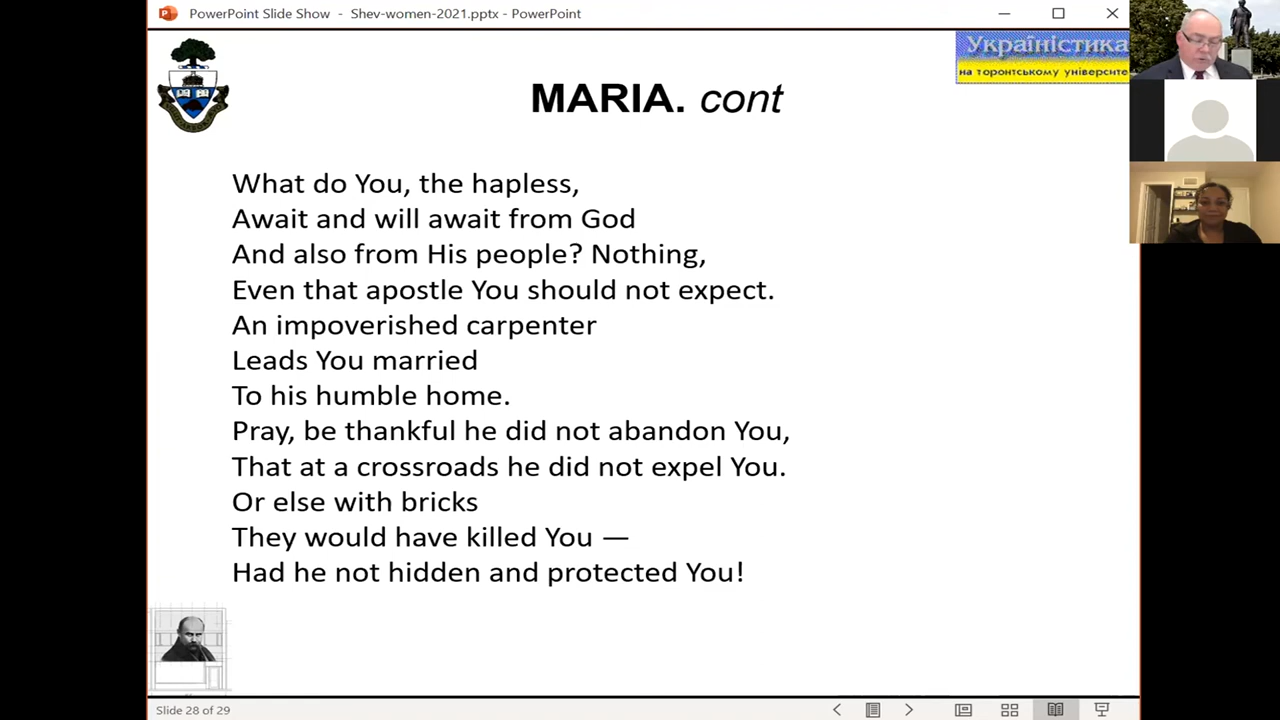 PowerPoint Slide Show - Shev-women-2021.pptx - PowerPoint
Україністика
на торонтському університе
MARIA. cont
What do You, the hapless,
Await and will await from God
And also from His people? Nothing,
Even that apostle You should not expect.
An impoverished carpenter
Leads You married
To his humble home.
Pray, be thankful he did not abandon You,
That at a crossroads he did not expel You.
Or else with bricks
They would have killed You —
Had he not hidden and protected You!
Slide 28 of 29